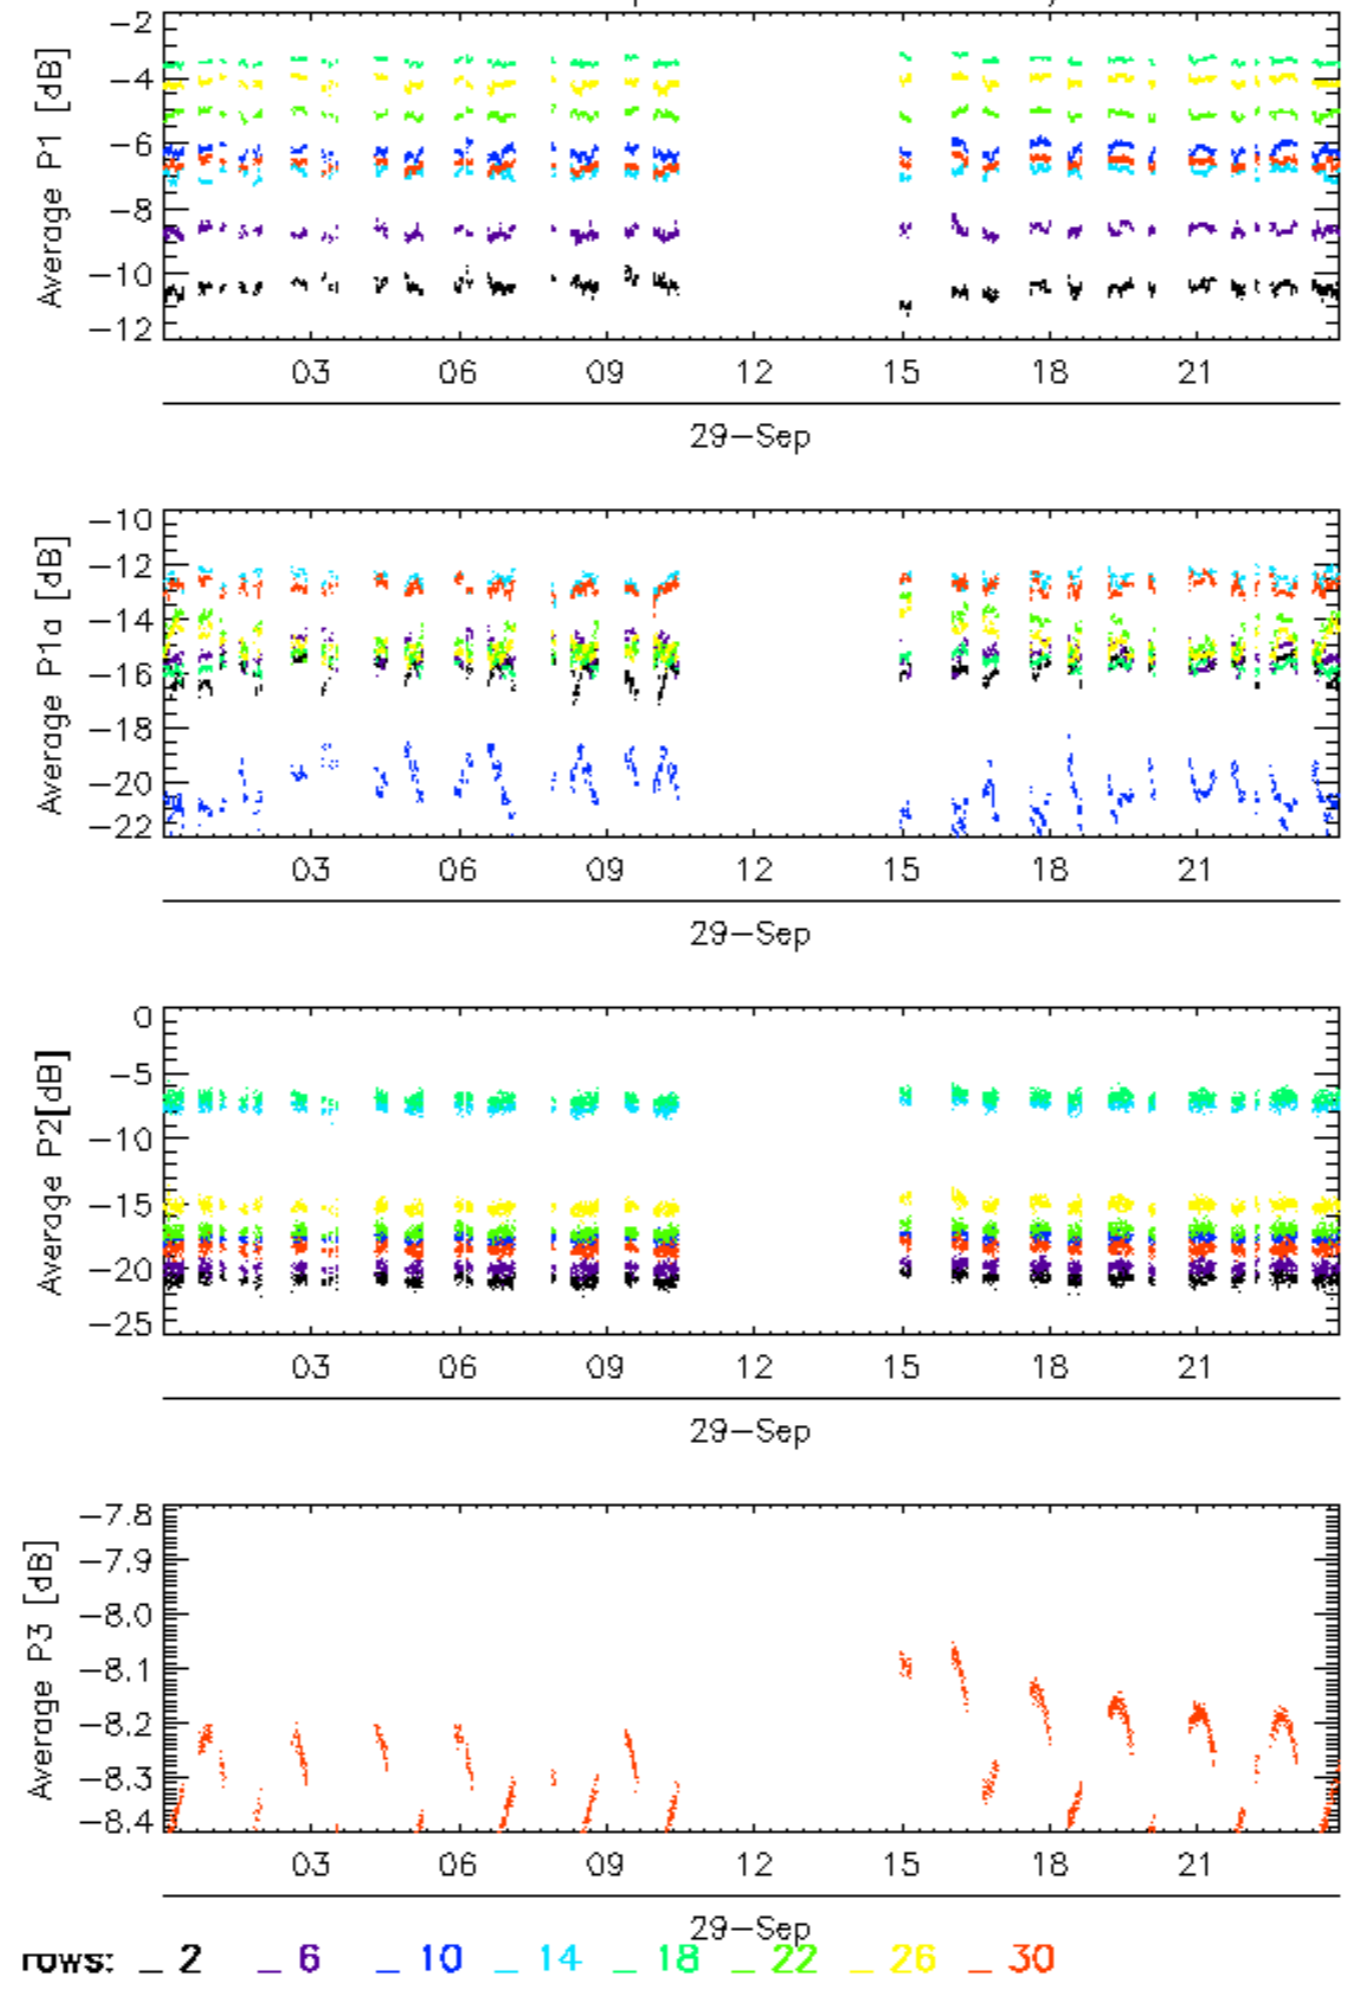 Average P1 [dB]
−2
−4
−6
−8
−10
−12
03 06 09 12 15 18 21
29−Sep
Average P1a [dB]
−10
−12
−14
−16
−18
−20
−22
03 06 09 12 15 18 21
29−Sep
Average P2[dB]
0
−5
−10
−15
−20
−25
03 06 09 12 15 18 21
29−Sep
Average P3 [dB]
−7.8
−7.9
−8.0
−8.1
−8.2
−8.3
−8.4
03 06 09 12 15 18 21
29−Sep
rows: _ 2 _ 6 _ 10 _ 14 _ 18 _ 22 _ 26 _ 30